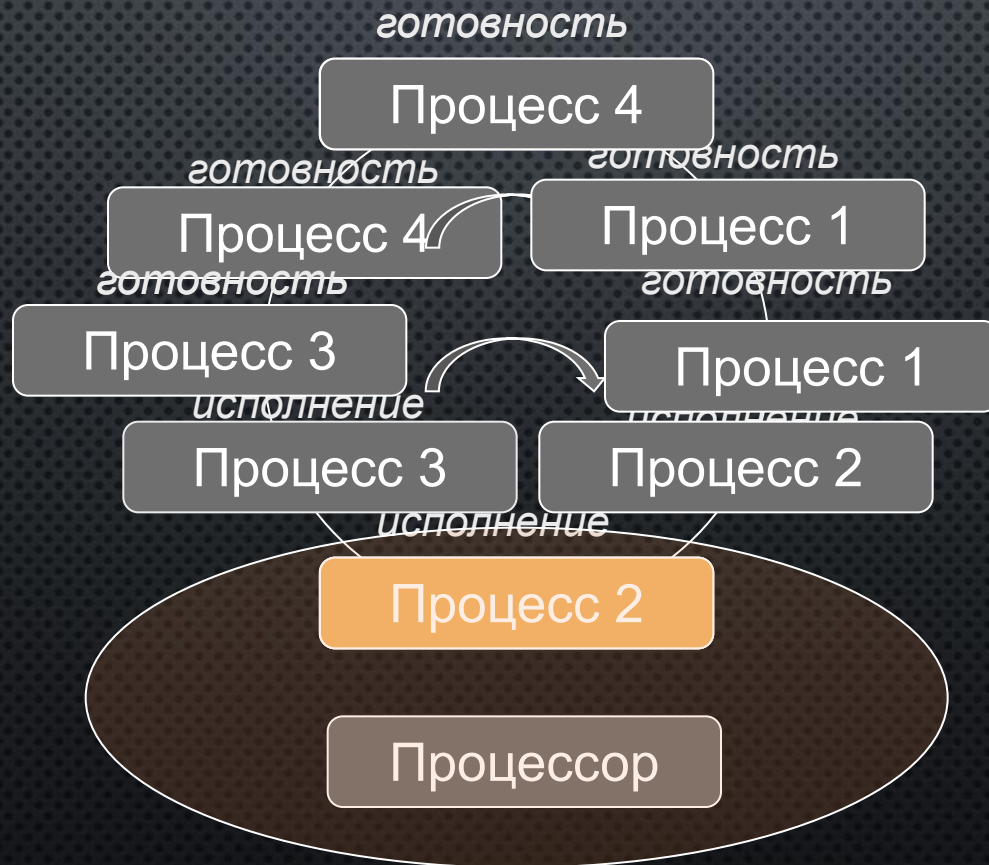 готовность
Процесс 4
готовность
готовность
Процесс 4
Процесс 1
готовность
готовность
Процесс 3
Процесс 1
исполнение
исполнение
Процесс 3
Процесс 2
исполнение
Процесс 2
Процессор